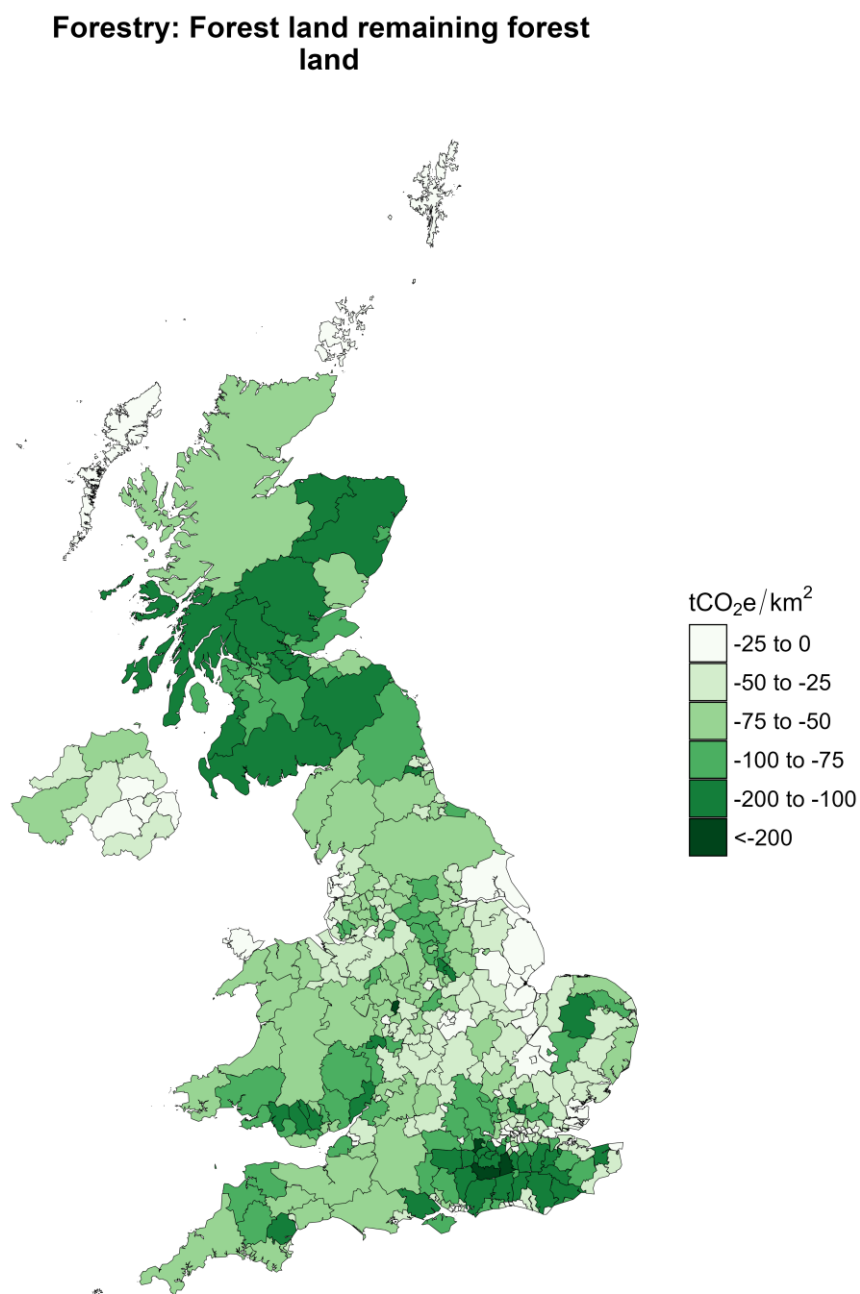 Forestry: Forest land remaining forest
land
tCO₂e/km²
-25 to 0
-50 to -25
-75 to -50
-100 to -75
-200 to -100
<-200